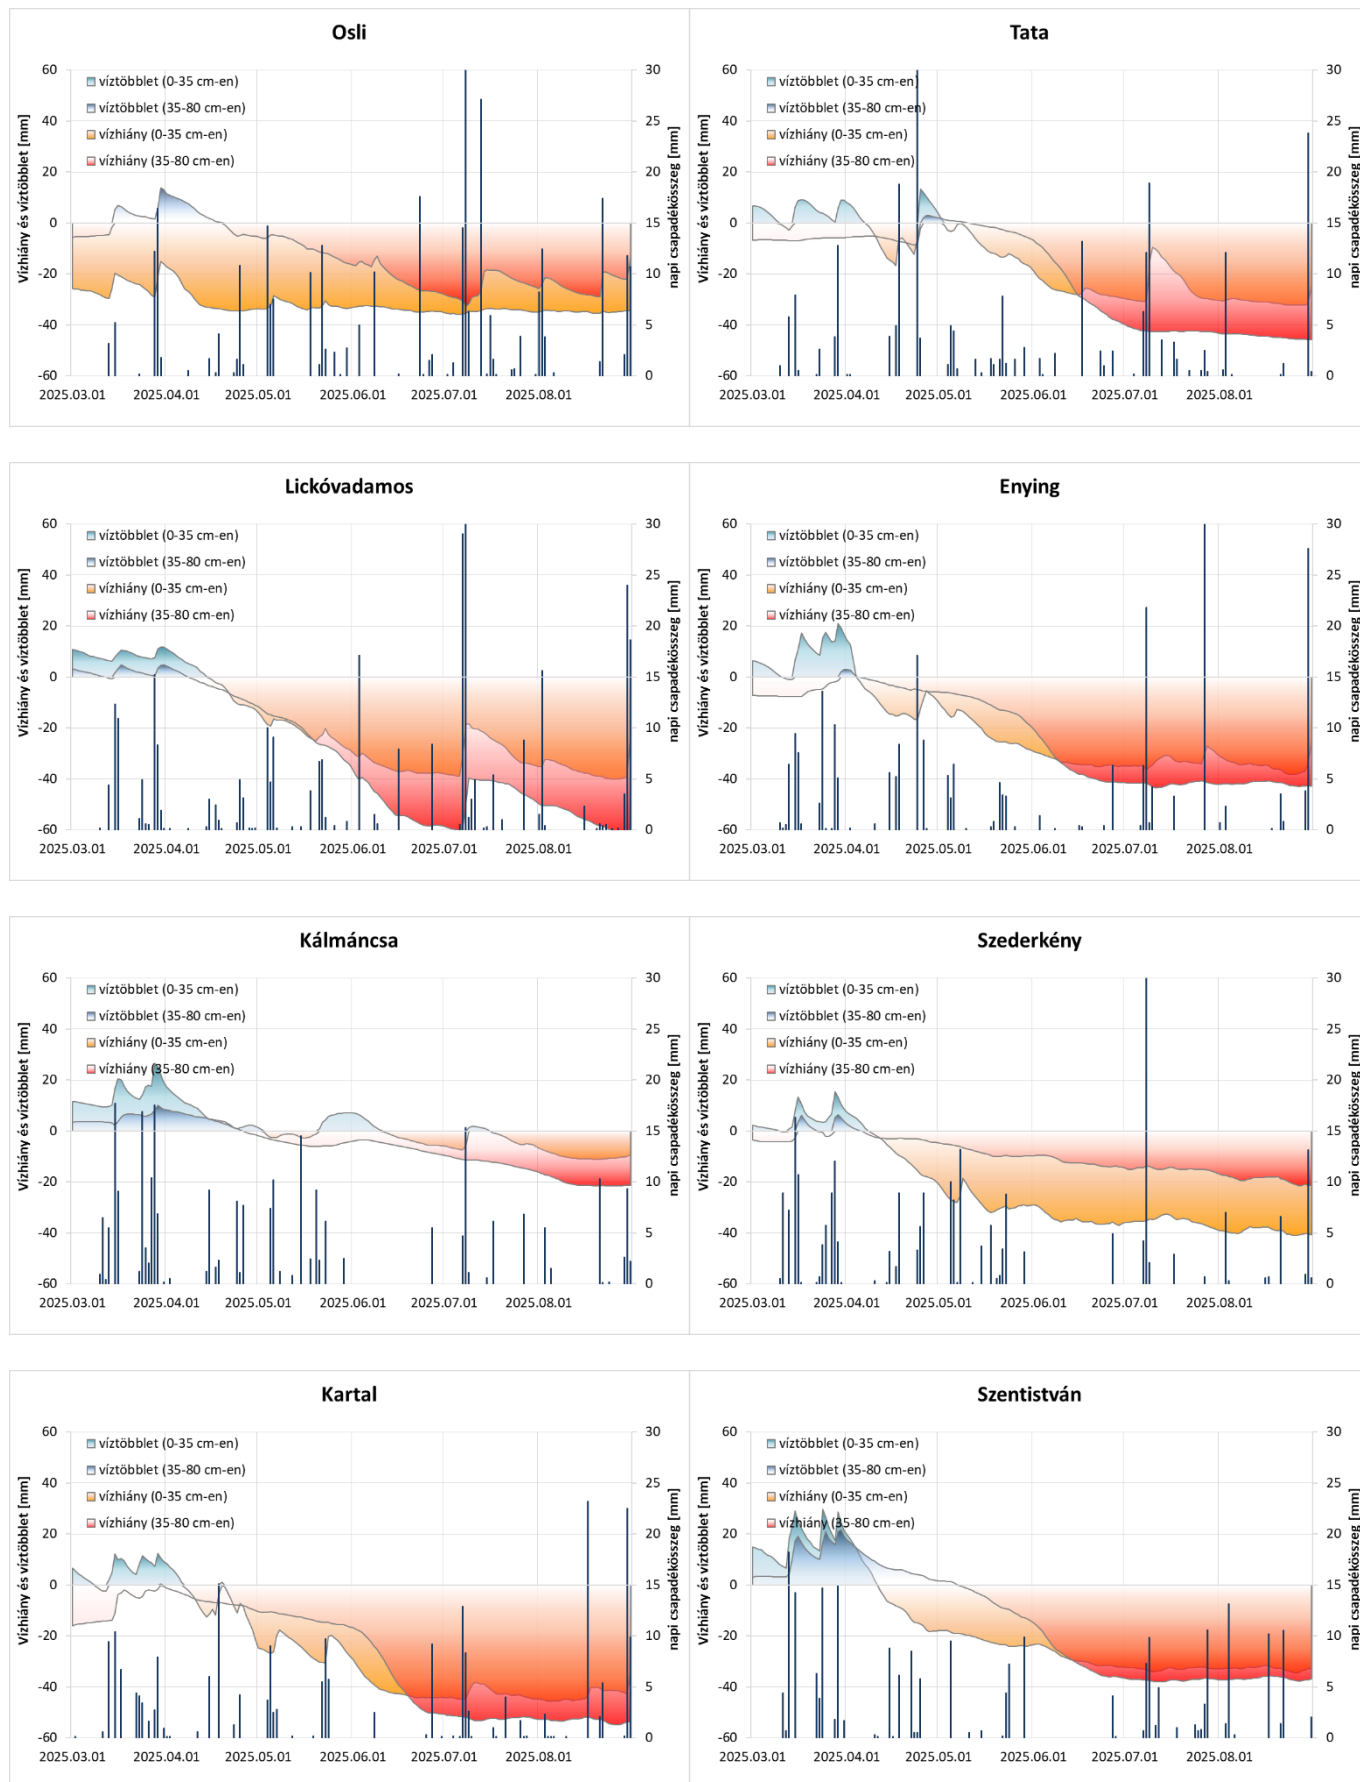 Osli
Vízhiány és víztöbblet [mm]
60
40
20
0
-20
-40
-60
víztöbblet (0-35 cm-en)
víztöbblet (35-80 cm-en)
vízhiány (0-35 cm-en)
vízhiány (35-80 cm-en)
30
25
20
15
10
5
0
napi csapadékösszeg [mm]
2025.03.01 2025.04.01 2025.05.01 2025.06.01 2025.07.01 2025.08.01
Tata
Vízhiány és víztöbblet [mm]
60
40
20
0
-20
-40
-60
víztöbblet (0-35 cm-en)
víztöbblet (35-80 cm-en)
vízhiány (0-35 cm-en)
vízhiány (35-80 cm-en)
30
25
20
15
10
5
0
napi csapadékösszeg [mm]
2025.03.01 2025.04.01 2025.05.01 2025.06.01 2025.07.01 2025.08.01
Lickóvadamos
Vízhiány és víztöbblet [mm]
60
40
20
0
-20
-40
-60
víztöbblet (0-35 cm-en)
víztöbblet (35-80 cm-en)
vízhiány (0-35 cm-en)
vízhiány (35-80 cm-en)
30
25
20
15
10
5
0
napi csapadékösszeg [mm]
2025.03.01 2025.04.01 2025.05.01 2025.06.01 2025.07.01 2025.08.01
Enying
Vízhiány és víztöbblet [mm]
60
40
20
0
-20
-40
-60
víztöbblet (0-35 cm-en)
víztöbblet (35-80 cm-en)
vízhiány (0-35 cm-en)
vízhiány (35-80 cm-en)
30
25
20
15
10
5
0
napi csapadékösszeg [mm]
2025.03.01 2025.04.01 2025.05.01 2025.06.01 2025.07.01 2025.08.01
Kálmáncsa
Vízhiány és víztöbblet [mm]
60
40
20
0
-20
-40
-60
víztöbblet (0-35 cm-en)
víztöbblet (35-80 cm-en)
vízhiány (0-35 cm-en)
vízhiány (35-80 cm-en)
30
25
20
15
10
5
0
napi csapadékösszeg [mm]
2025.03.01 2025.04.01 2025.05.01 2025.06.01 2025.07.01 2025.08.01
Szederkény
Vízhiány és víztöbblet [mm]
60
40
20
0
-20
-40
-60
víztöbblet (0-35 cm-en)
víztöbblet (35-80 cm-en)
vízhiány (0-35 cm-en)
vízhiány (35-80 cm-en)
30
25
20
15
10
5
0
napi csapadékösszeg [mm]
2025.03.01 2025.04.01 2025.05.01 2025.06.01 2025.07.01 2025.08.01
Kartal
Vízhiány és víztöbblet [mm]
60
40
20
0
-20
-40
-60
víztöbblet (0-35 cm-en)
víztöbblet (35-80 cm-en)
vízhiány (0-35 cm-en)
vízhiány (35-80 cm-en)
30
25
20
15
10
5
0
napi csapadékösszeg [mm]
2025.03.01 2025.04.01 2025.05.01 2025.06.01 2025.07.01 2025.08.01
Szentistván
Vízhiány és víztöbblet [mm]
60
40
20
0
-20
-40
-60
víztöbblet (0-35 cm-en)
víztöbblet (35-80 cm-en)
vízhiány (0-35 cm-en)
vízhiány (35-80 cm-en)
30
25
20
15
10
5
0
napi csapadékösszeg [mm]
2025.03.01 2025.04.01 2025.05.01 2025.06.01 2025.07.01 2025.08.01